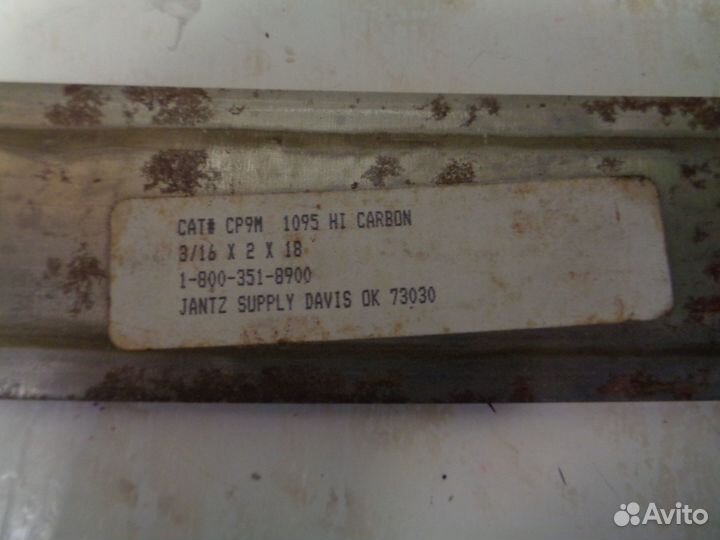 CAT# CP9M 1095 HI CARBON
3/16 X 2 X 18
1-800-351-8900
JANTZ SUPPLY DAVIS OK 73030
Avito